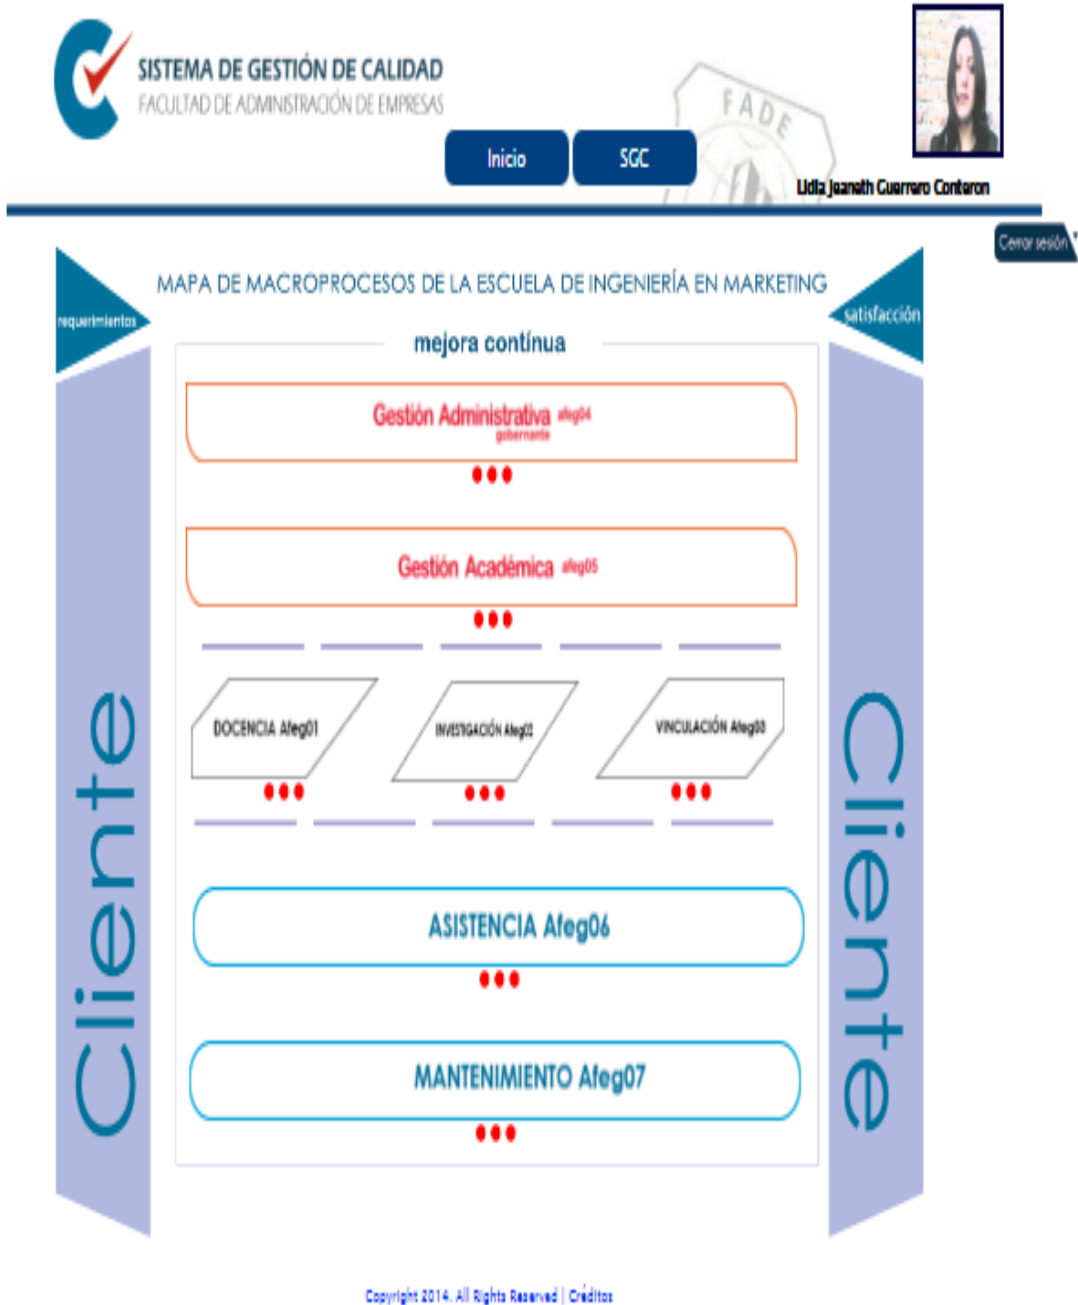 SISTEMA DE GESTIÓN DE CALIDAD
FACULTAD DE ADMINISTRACIÓN DE EMPRESAS
FADE
Inicio
SGC
Lidia Jeaneth Guerrero Conteron
Cerrar sesión
MAPA DE MACROPROCESOS DE LA ESCUELA DE INGENIERÍA EN MARKETING
requerimientos
satisfacción
mejora contínua
Gestión Administrativa afeg04
gobernante
Gestión Académica afeg05
DOCENCIA Afeg01
INVESTIGACIÓN Afeg02
VINCULACIÓN Afeg03
Cliente
Cliente
ASISTENCIA Afeg06
MANTENIMIENTO Afeg07
Copyright 2014. All Rights Reserved | Créditos